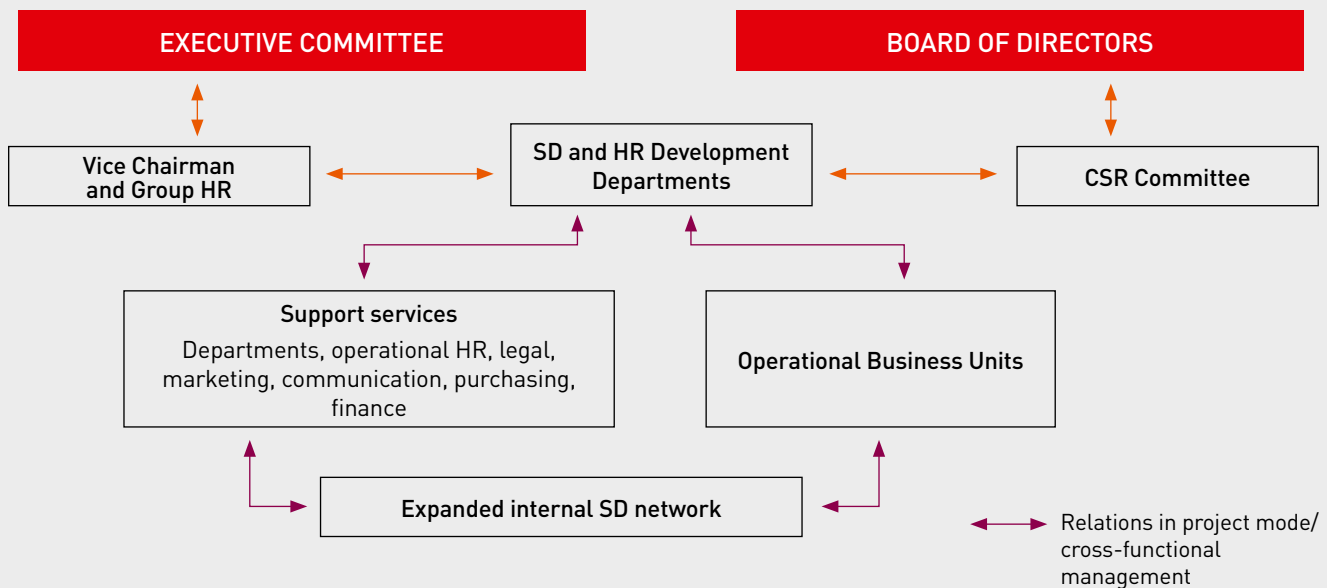 EXECUTIVE COMMITTEE
BOARD OF DIRECTORS
Vice Chairman
and Group HR
SD and HR Development
Departments
CSR Committee
Support services
Departments, operational HR, legal,
marketing, communication, purchasing,
finance
Operational Business Units
Expanded internal SD network
Relations in project mode/
cross-functional
management